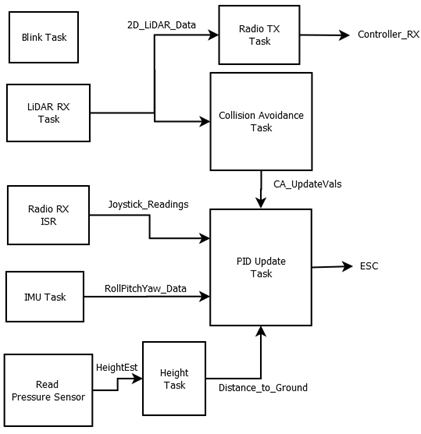 Blink Task
2D_LiDAR_Data
Radio TX
Task
Controller_RX
LiDAR RX
Task
Collision Avoidance
Task
CA_UpdateVals
Radio RX
ISR
Joystick_Readings
PID Update
Task
ESC
IMU Task
RollPitchYaw_Data
Read
Pressure Sensor
HeightEst
Height
Task
Distance_to_Ground